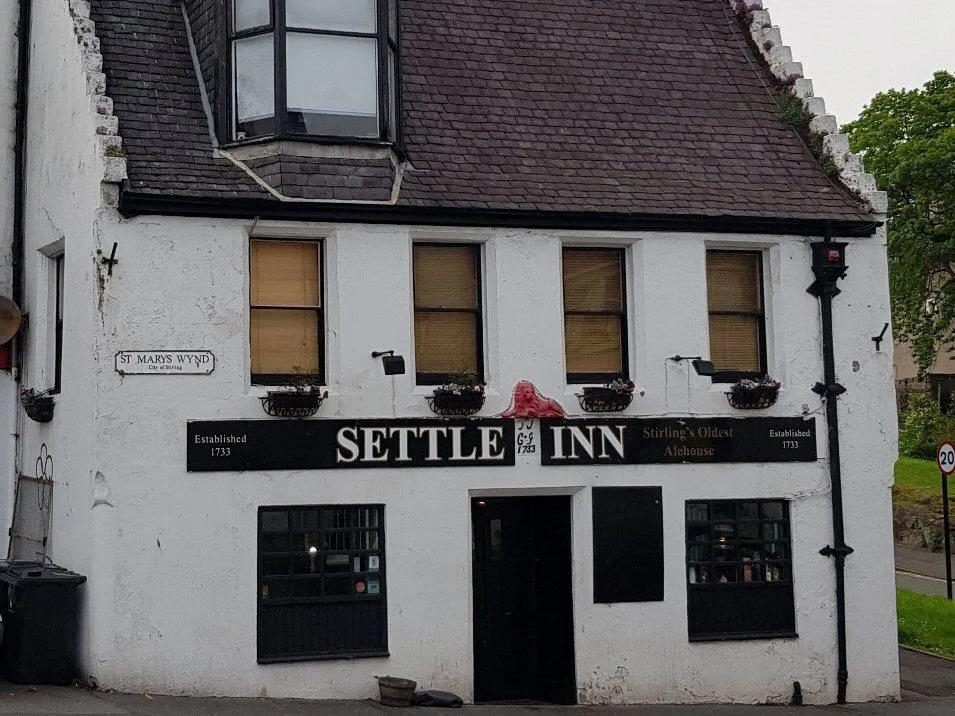 ST MARYS WYND
City of Stirling
Established
1733
SETTLE
G·G
1733
INN
Stirling's Oldest
Alehouse
Established
1733
20